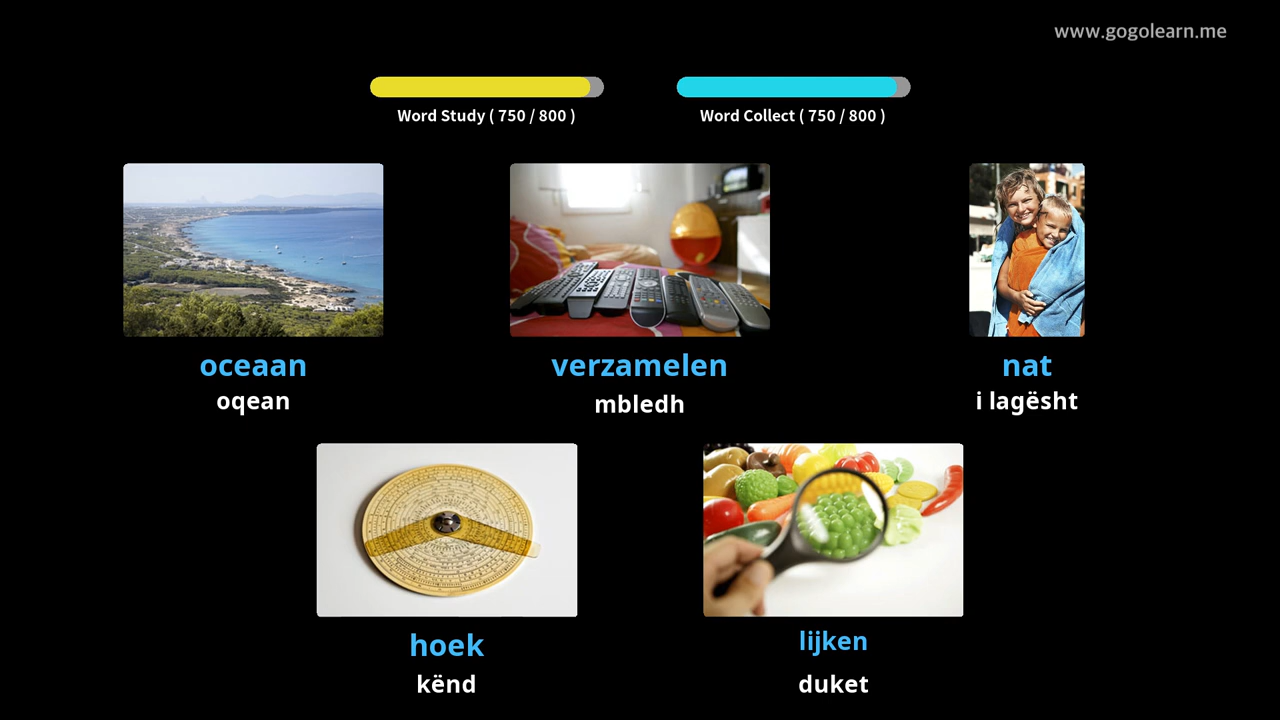 www.gogolearn.me
Word Study ( 750 / 800 )
Word Collect ( 750 / 800 )
oceaan
verzamelen
nat
oqean
mbledh
i lagësht
hoek
lijken
kënd
duket